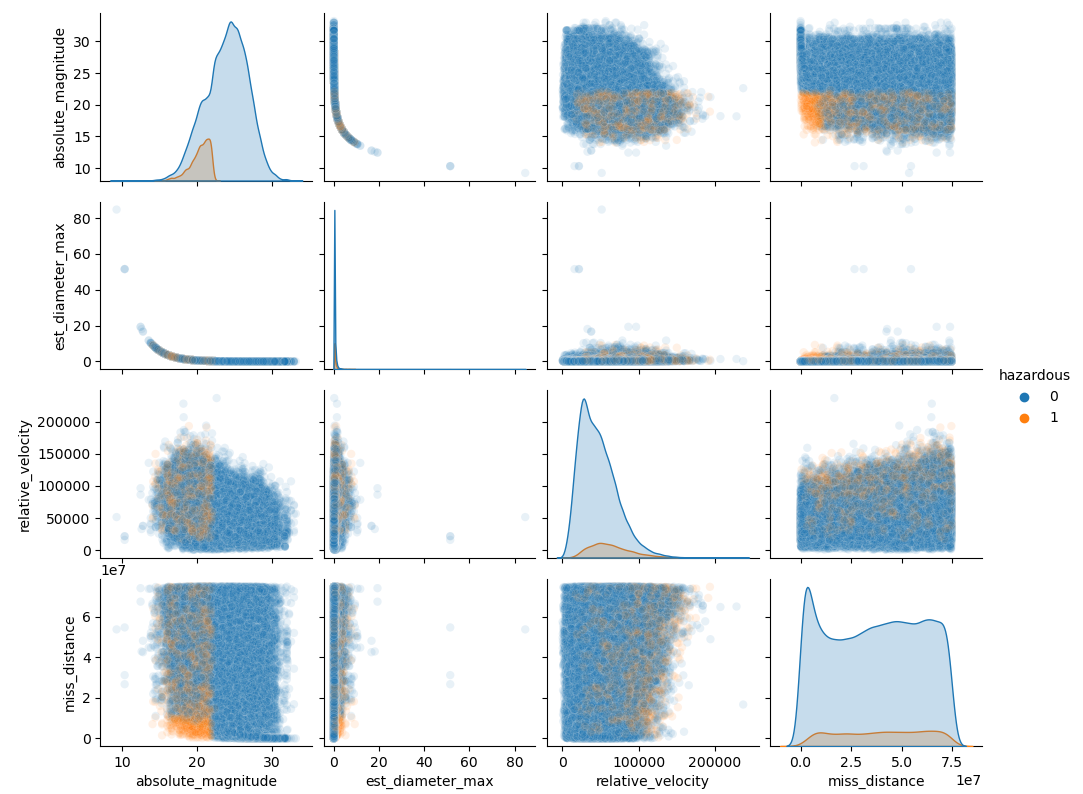 absolute_magnitude
30
25
20
15
10
est_diameter_max
80
60
40
20
0
hazardous
0
1
relative_velocity
200000
150000
100000
50000
0
1e7
miss_distance
6
4
2
0
10 20 30
0 20 40 60 80
0 100000 200000
0.0 2.5 5.0 7.5
1e7
absolute_magnitude est_diameter_max relative_velocity miss_distance